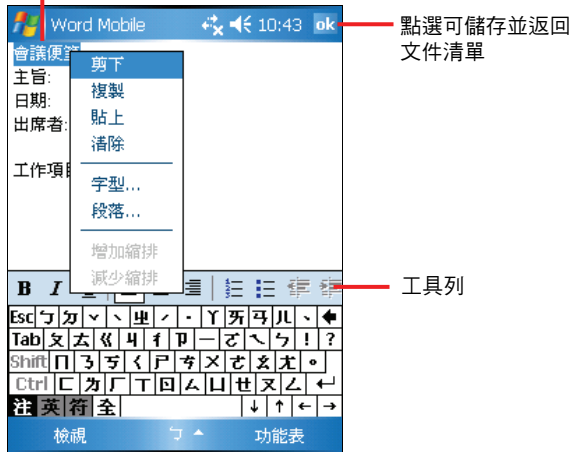 Word Mobile 10:43 ok
點選可儲存並返回
文件清單
會議便箋
主旨:
日期:
出席者:
工作項目
剪下
複製
貼上
清除
字型...
段落...
增加縮排
減少縮排
B I
工具列
Esc ㄅ ㄉ ˇ ˋ ㄓ ˊ ˙ ㄚ ㄞ ㄢ ㄦ 、
Tab ㄆ ㄊ ㄍ ㄐ ㄔ ㄗ ㄧ ㄛ ㄟ ㄣ ! ?
Shift ㄇ ㄋ ㄎ ㄑ ㄕ ㄘ ㄨ ㄜ ㄠ ㄤ 。
Ctrl ㄈ ㄌ ㄏ ㄒ ㄖ ㄙ ㄩ ㄝ ㄡ ㄥ ←
注 英 符 全 ↓ ↑ ← →
檢視 ㄅ 功能表